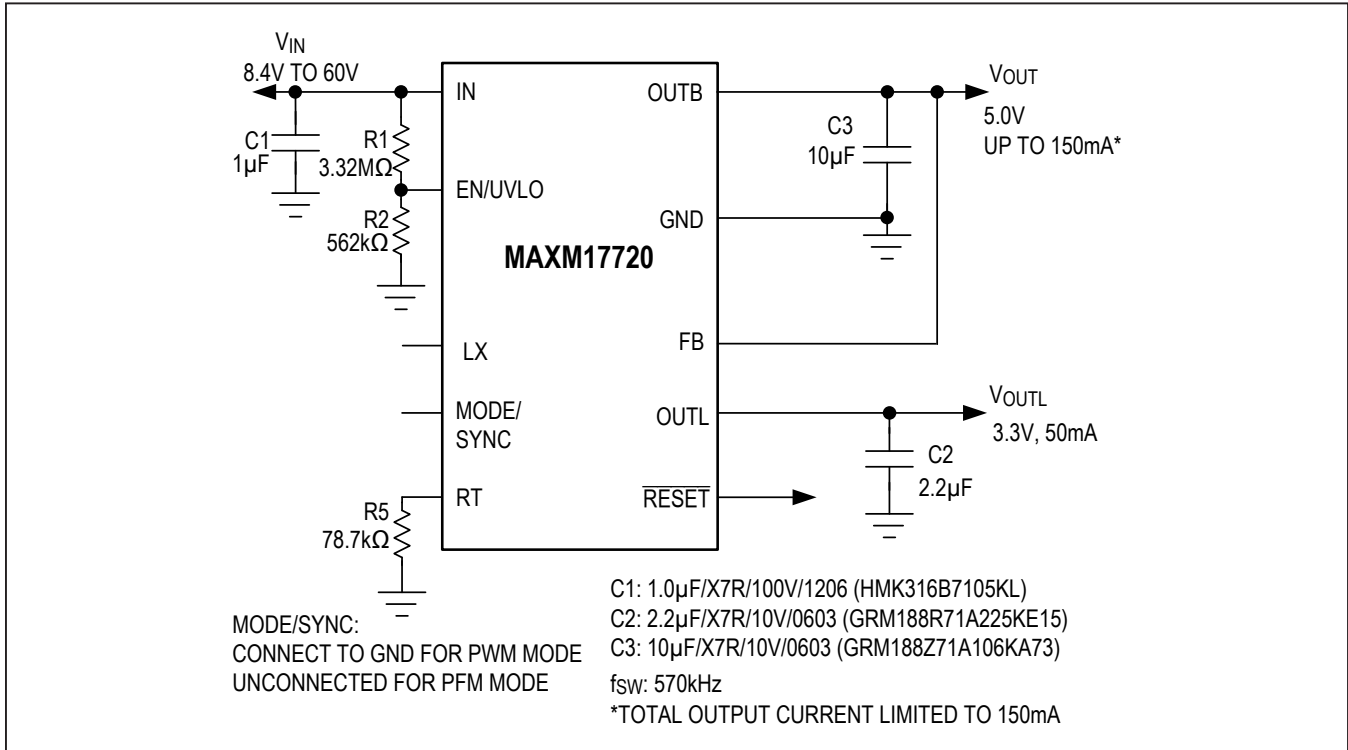 VIN
8.4V TO 60V
C1
1µF
R1
3.32MΩ
R2
562kΩ
IN
EN/UVLO
LX
MODE/
SYNC
RT
R5
78.7kΩ
MAXM17720
OUTB
GND
FB
OUTL
RESET
C3
10µF
VOUT
5.0V
UP TO 150mA*
VOUTL
3.3V, 50mA
C2
2.2µF
MODE/SYNC:
CONNECT TO GND FOR PWM MODE
UNCONNECTED FOR PFM MODE
C1: 1.0µF/X7R/100V/1206 (HMK316B7105KL)
C2: 2.2µF/X7R/10V/0603 (GRM188R71A225KE15)
C3: 10µF/X7R/10V/0603 (GRM188Z71A106KA73)
fSW: 570kHz
*TOTAL OUTPUT CURRENT LIMITED TO 150mA